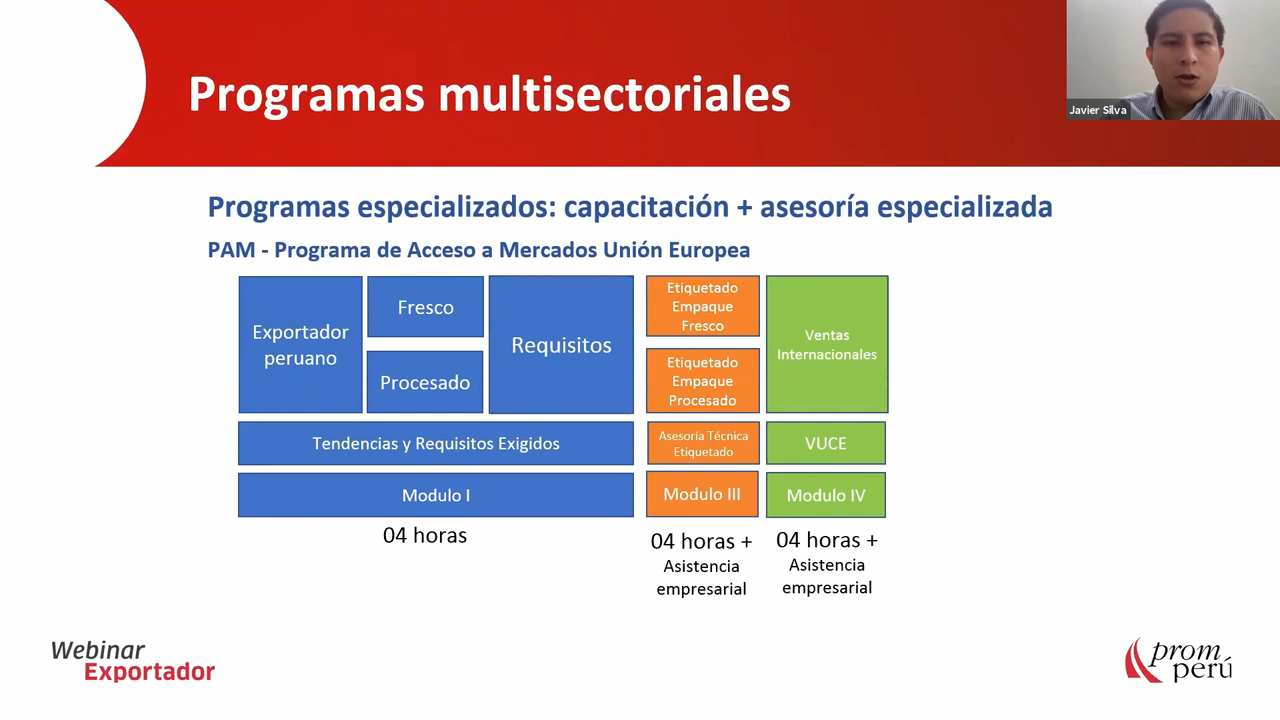 Programas multisectoriales
Javier Silva
Programas especializados: capacitación + asesoría especializada
PAM - Programa de Acceso a Mercados Unión Europea
Exportador
peruano
Fresco
Procesado
Requisitos
Etiquetado
Empaque
Fresco
Etiquetado
Empaque
Procesado
Ventas
Internacionales
Tendencias y Requisitos Exigidos
Asesoría Técnica
Etiquetado
VUCE
Modulo I
Modulo III
Modulo IV
04 horas
04 horas +
Asistencia
empresarial
04 horas +
Asistencia
empresarial
Webinar
Exportador
prom
perú